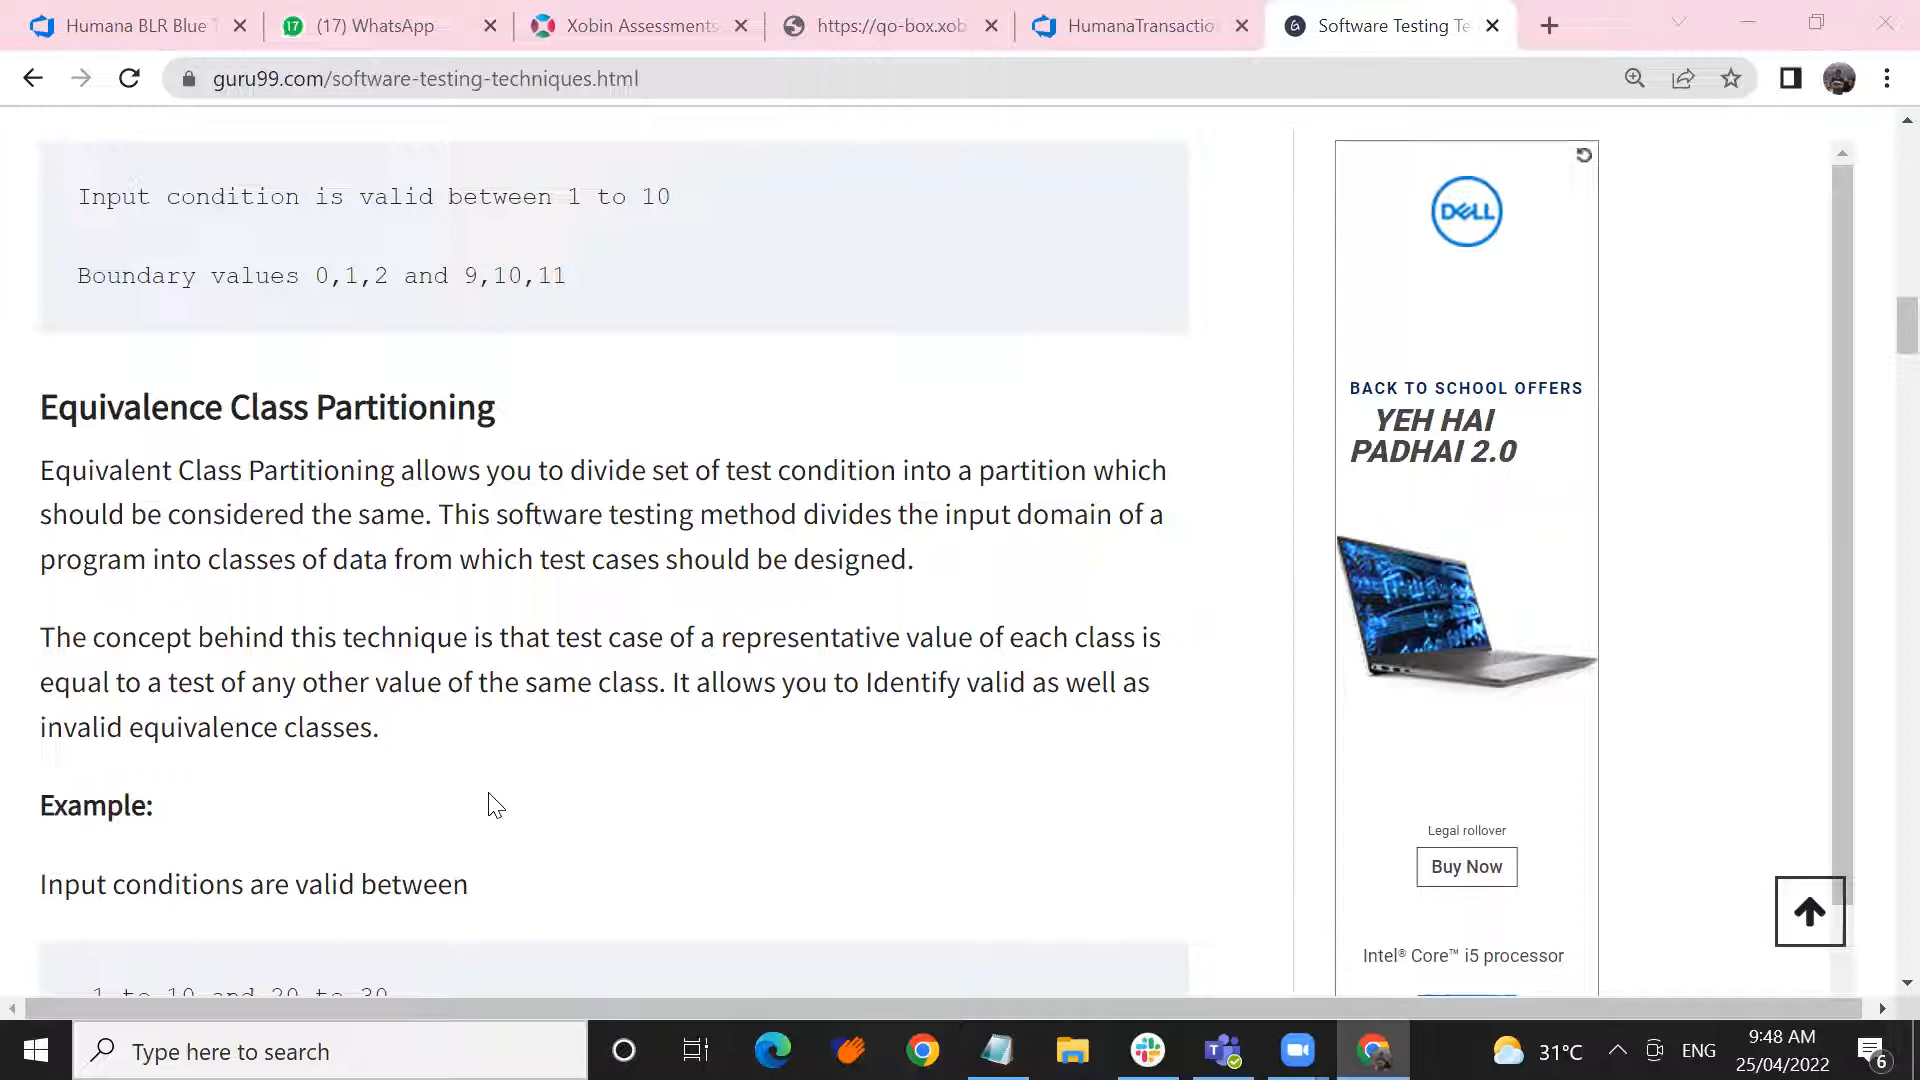 Humana BLR Blue T
(17) WhatsApp
Xobin Assessments
https://qo-box.xob
HumanaTransactio
Software Testing Te
guru99.com/software-testing-techniques.html
Input condition is valid between 1 to 10
Boundary values 0,1,2 and 9,10,11
Equivalence Class Partitioning
Equivalent Class Partitioning allows you to divide set of test condition into a partition which
should be considered the same. This software testing method divides the input domain of a
program into classes of data from which test cases should be designed.
The concept behind this technique is that test case of a representative value of each class is
equal to a test of any other value of the same class. It allows you to Identify valid as well as
invalid equivalence classes.
Example:
Input conditions are valid between
1 to 10 and 20 to 30
DELL
BACK TO SCHOOL OFFERS
YEH HAI
PADHAI 2.0
Legal rollover
Buy Now
Intel® Core™ i5 processor
Type here to search
31°C
ENG
9:48 AM
25/04/2022
6